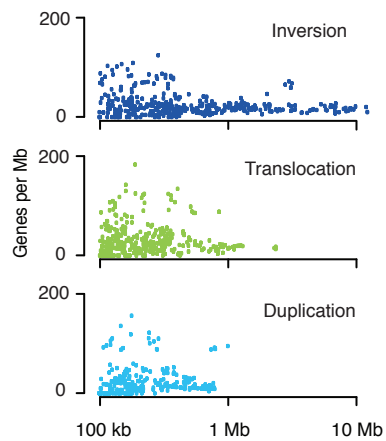 200
Inversion
0
200
Translocation
Genes per Mb
0
200
Duplication
0
100 kb 1 Mb 10 Mb